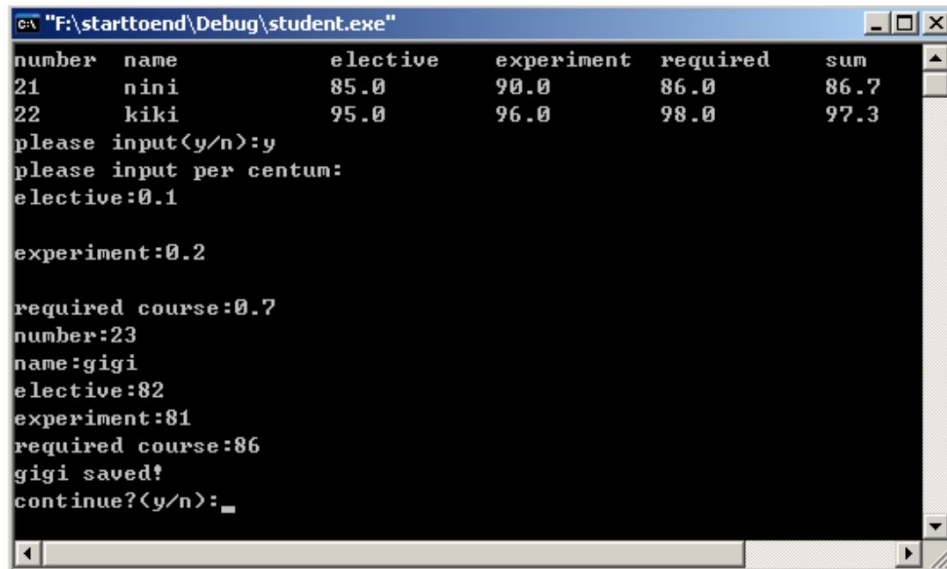 "F:\starttoend\Debug\student.exe"
number name elective experiment required sum
21 nini 85.0 90.0 86.0 86.7
22 kiki 95.0 96.0 98.0 97.3
please input(y/n):y
please input per centum:
elective:0.1
experiment:0.2
required course:0.7
number:23
name:gigi
elective:82
experiment:81
required course:86
gigi saved!
continue?(y/n):_